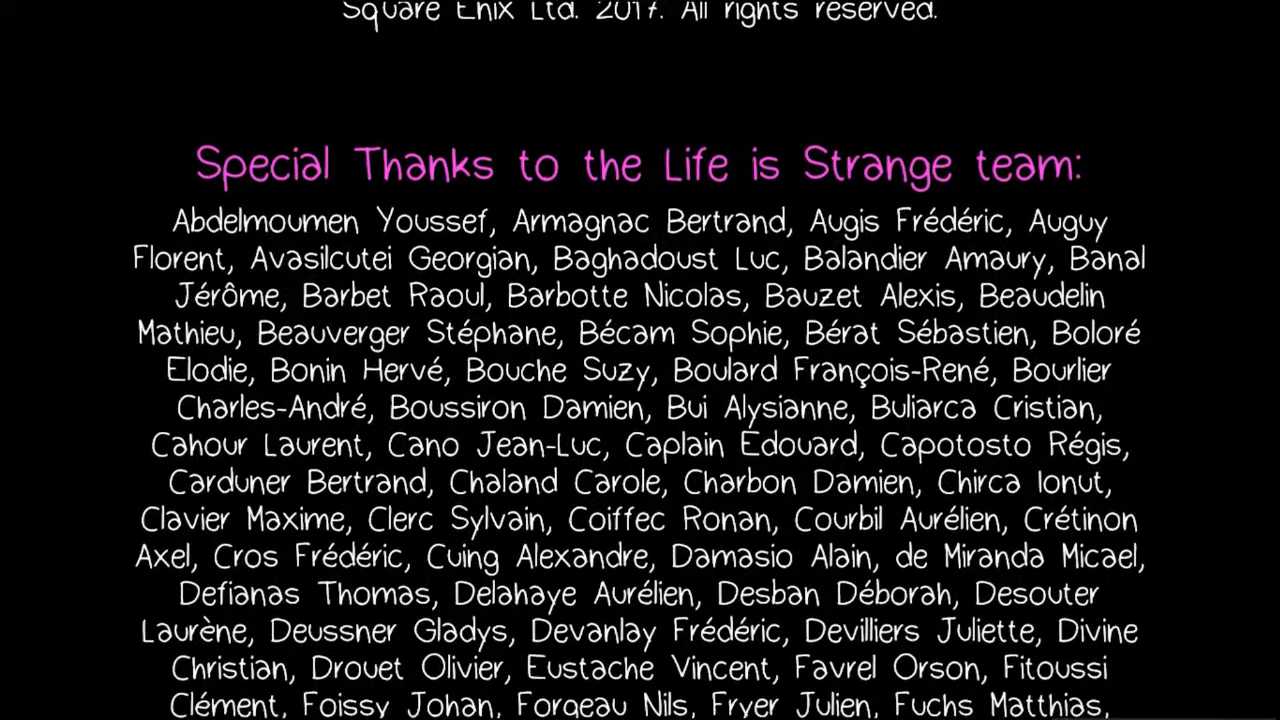 Square Enix Ltd. 2017. All rights reserved.
Special Thanks to the Life is Strange team:
Abdelmoumen Youssef, Armagnac Bertrand, Augis Frédéric, Auguy
Florent, Avasilcutei Georgian, Baghadoust Luc, Balandier Amaury, Banal
Jérôme, Barbet Raoul, Barbotte Nicolas, Bauzet Alexis, Beaudelin
Mathieu, Beauverger Stéphane, Bécam Sophie, Bérat Sébastien, Boloré
Elodie, Bonin Hervé, Bouche Suzy, Boulard François-René, Bourlier
Charles-André, Boussiron Damien, Bui Alysianne, Buliarca Cristian,
Cahour Laurent, Cano Jean-Luc, Caplain Edouard, Capotosto Régis,
Carduner Bertrand, Chaland Carole, Charbon Damien, Chirca Ionut,
Clavier Maxime, Clerc Sylvain, Coiffec Ronan, Courbil Aurélien, Crétinon
Axel, Cros Frédéric, Cuing Alexandre, Damasio Alain, de Miranda Micael,
Defianas Thomas, Delahaye Aurélien, Desban Déborah, Desouter
Laurène, Deussner Gladys, Devanlay Frédéric, Devilliers Juliette, Divine
Christian, Drouet Olivier, Eustache Vincent, Favrel Orson, Fitoussi
Clément, Foissy Johan, Forgeau Nils, Fryer Julien, Fuchs Matthias,